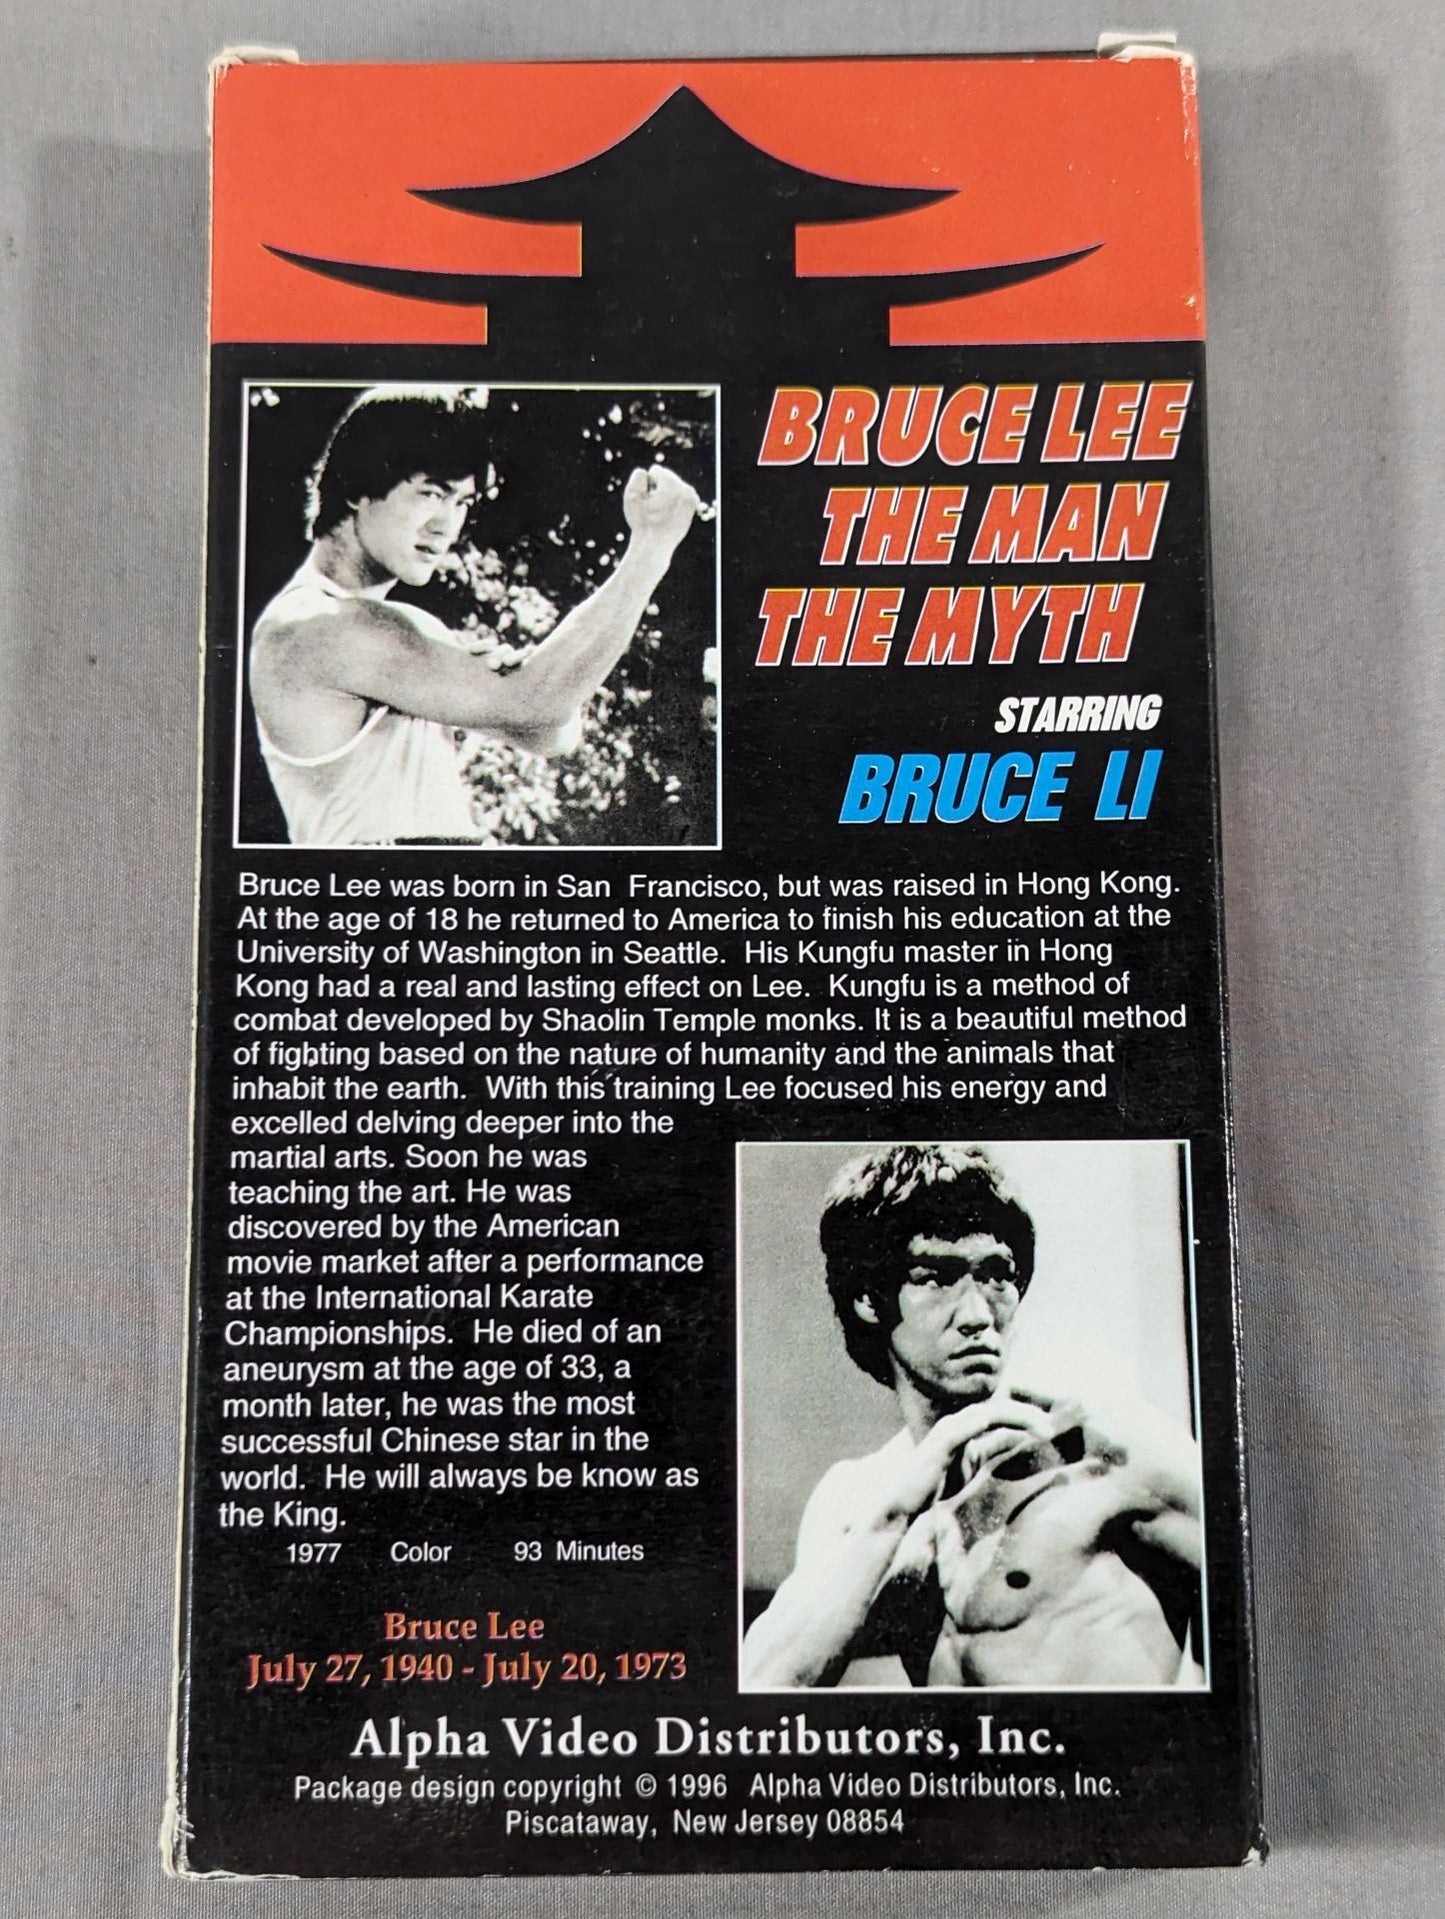 BRUCE LEE
THE MAN
THE MYTH
STARRING
BRUCE LI
Bruce Lee was born in San Francisco, but was raised in Hong Kong.
At the age of 18 he returned to America to finish his education at the
University of Washington in Seattle. His Kungfu master in Hong
Kong had a real and lasting effect on Lee. Kungfu is a method of
combat developed by Shaolin Temple monks. It is a beautiful method
of fighting based on the nature of humanity and the animals that
inhabit the earth. With this training Lee focused his energy and
excelled delving deeper into the
martial arts. Soon he was
teaching the art. He was
discovered by the American
movie market after a performance
at the International Karate
Championships. He died of an
aneurysm at the age of 33, a
month later, he was the most
successful Chinese star in the
world. He will always be know as
the King.
1977 Color 93 Minutes
Bruce Lee
July 27, 1940 - July 20, 1973
Alpha Video Distributors, Inc.
Package design copyright © 1996 Alpha Video Distributors, Inc.
Piscataway, New Jersey 08854